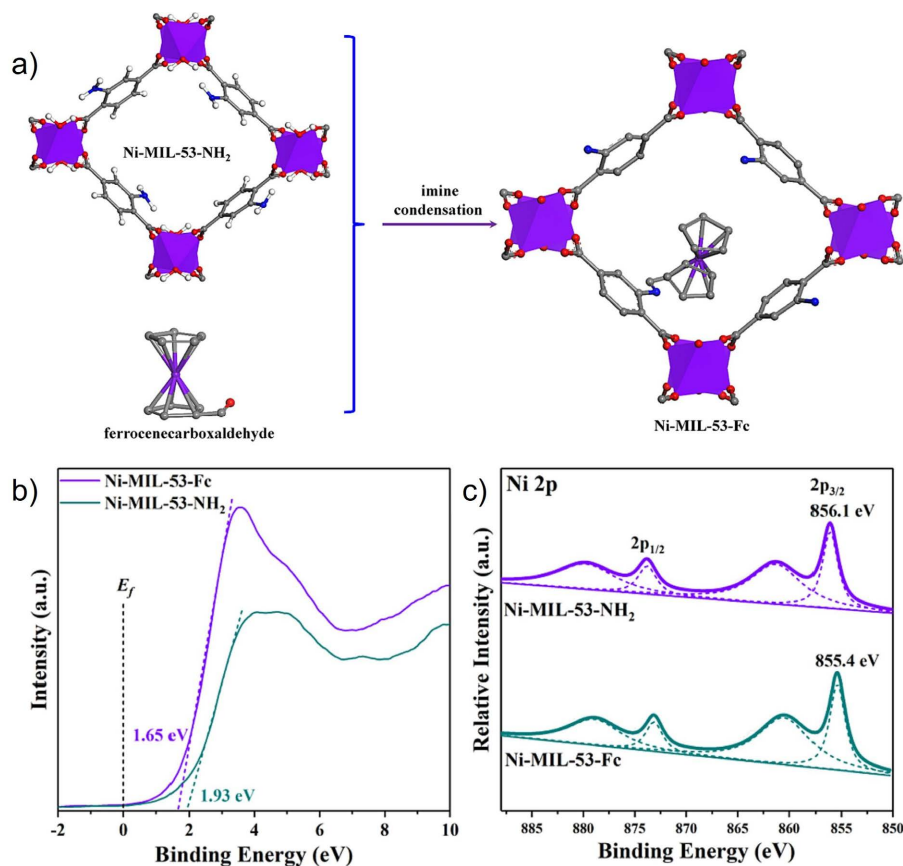 a)
Ni-MIL-53-NH₂
ferrocenecarboxaldehyde
imine
condensation
Ni-MIL-53-Fc
b)
Ni-MIL-53-Fc
Ni-MIL-53-NH₂
E_f
1.65 eV
1.93 eV
Intensity (a.u.)
-2 0 2 4 6 8 10
Binding Energy (eV)
c)
Ni 2p
2p₃/₂
856.1 eV
2p₁/₂
Ni-MIL-53-NH₂
855.4 eV
Ni-MIL-53-Fc
Relative Intensity (a.u.)
885 880 875 870 865 860 855 850
Binding Energy (eV)